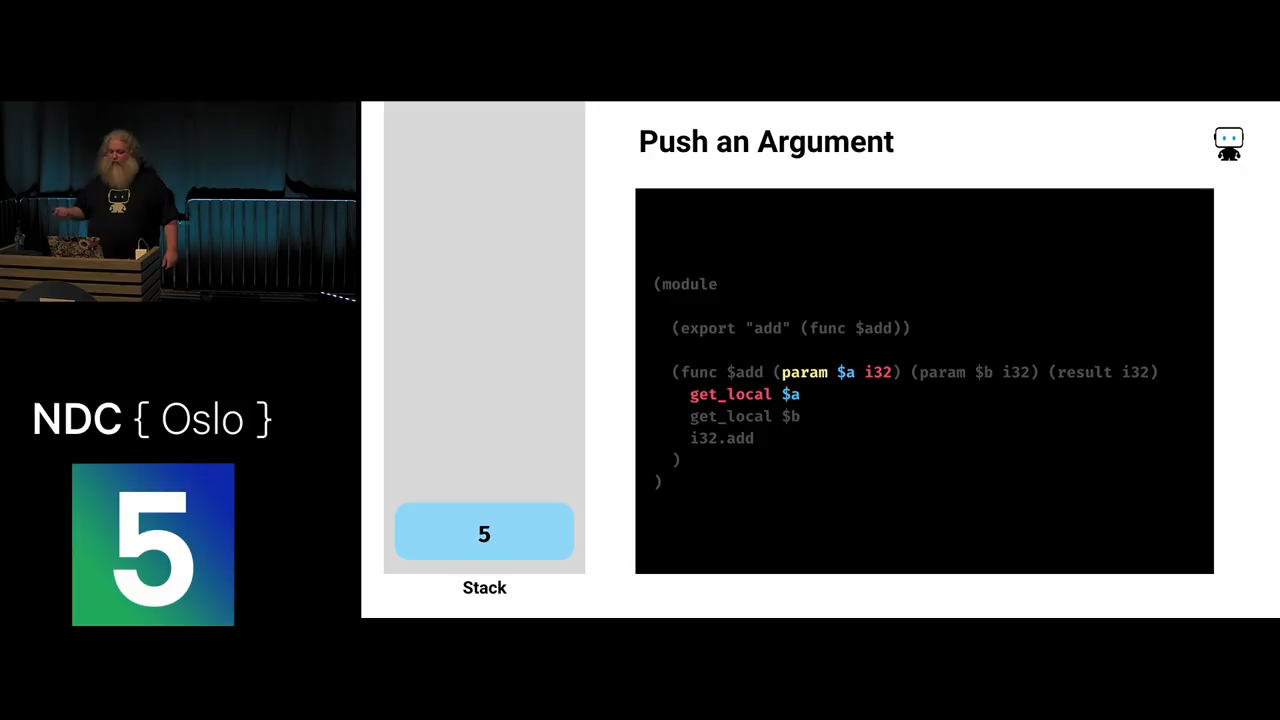 Push an Argument
(module
(export "add" (func $add))
(func $add (param $a i32) (param $b i32) (result i32)
get_local $a
get_local $b
i32.add
)
)
5
Stack
NDC { Oslo }
5